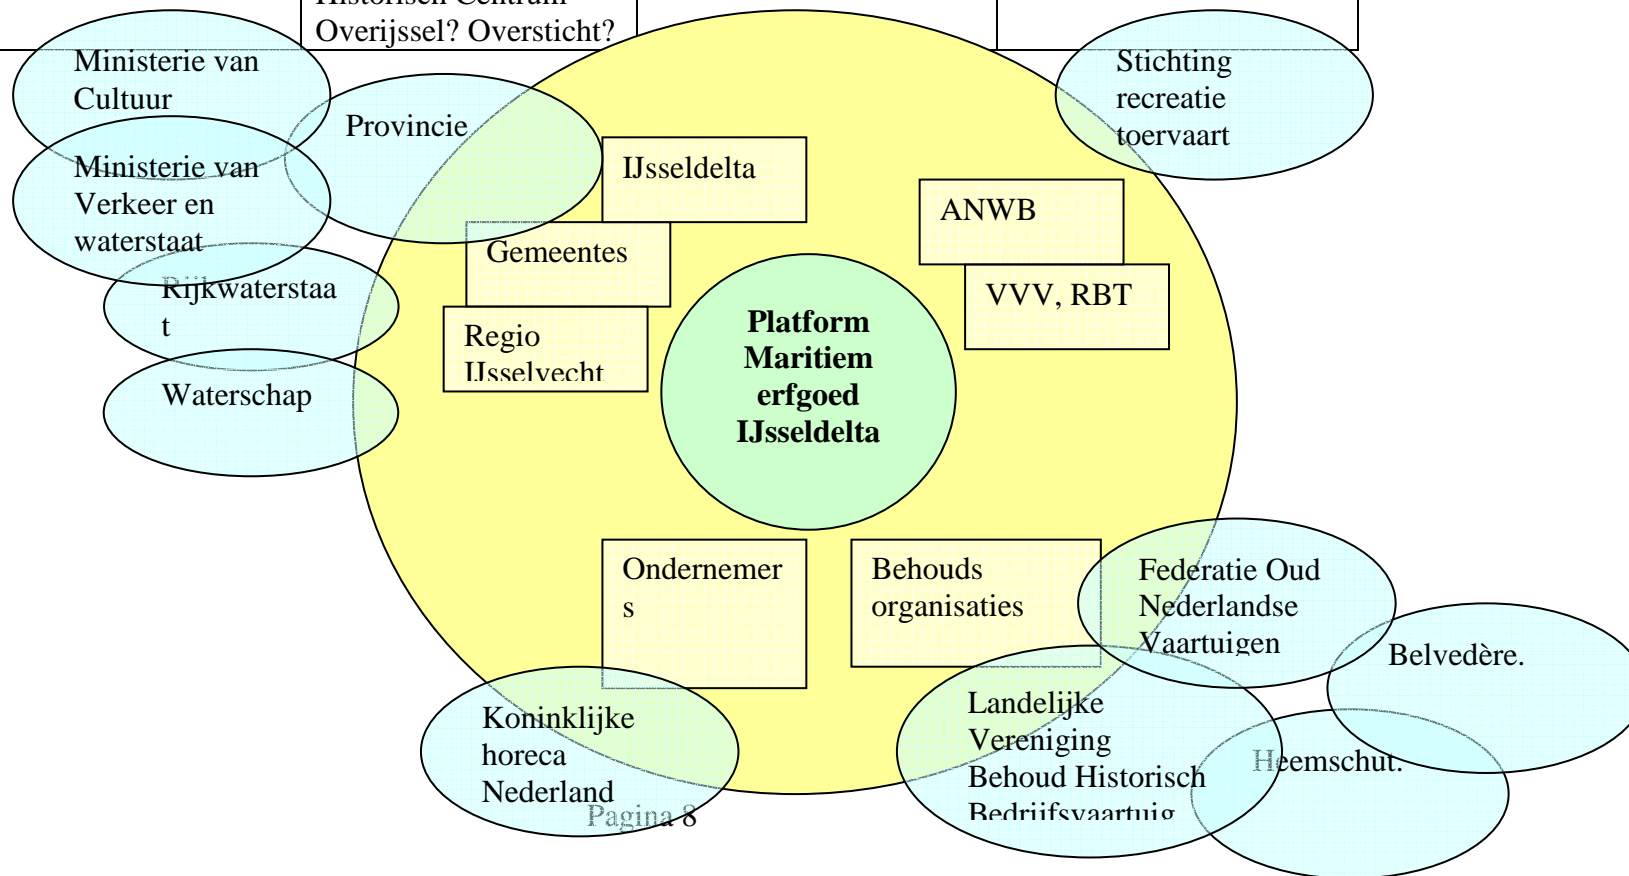 Historisch Centrum
Overijssel? Oversticht?
Ministerie van
Cultuur
Provincie
Stichting
recreatie
toervaart
Ministerie van
Verkeer en
waterstaat
IJsseldelta
ANWB
Gemeentes
VVV, RBT
Rijkwaterstaa
t
Regio
IJsselvecht
Platform
Maritiem
erfgoed
IJsseldelta
Waterschap
Ondernemer
s
Behouds
organisaties
Federatie Oud
Nederlandse
Vaartuigen
Belvedère.
Koninklijke
horeca
Nederland
Landelijke
Vereniging
Behoud Historisch
Bedrijfsvaartuig
Heemschut.
Pagina 8